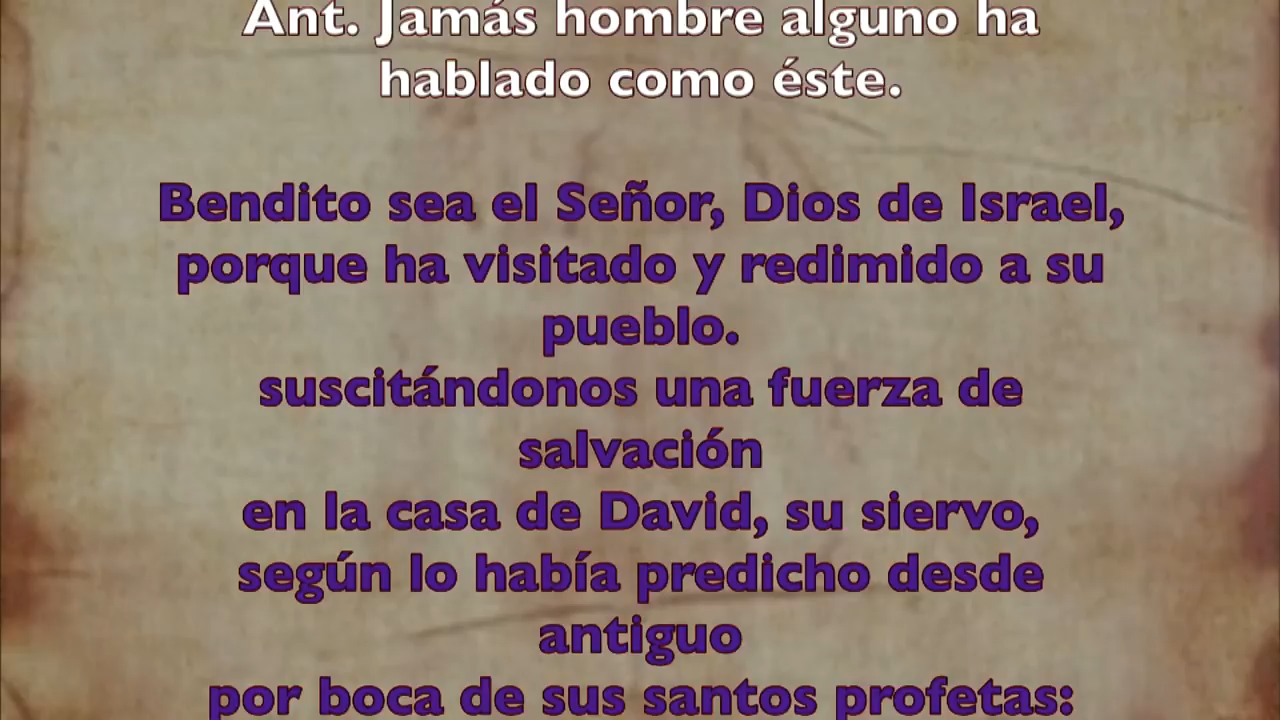 Ant. Jamás hombre alguno ha
hablado como éste.
Bendito sea el Señor, Dios de Israel,
porque ha visitado y redimido a su
pueblo.
suscitándonos una fuerza de
salvación
en la casa de David, su siervo,
según lo había predicho desde
antiguo
por boca de sus santos profetas: